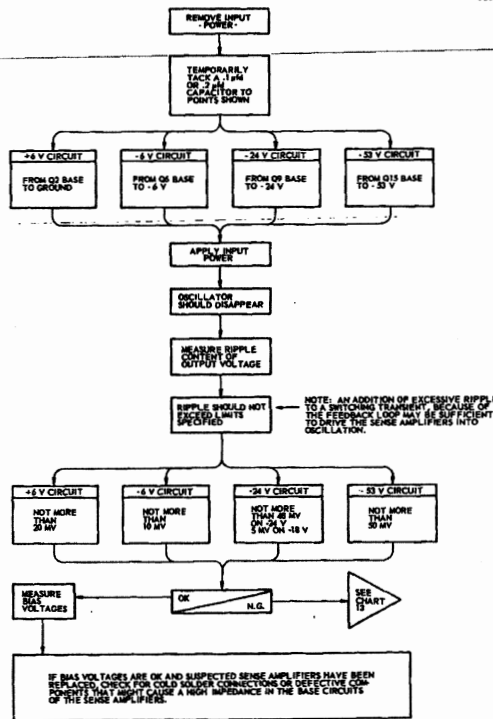 REMOVE INPUT
- POWER -
TEMPORARILY
TACK A .1 µfd
OR .2 µfd
CAPACITOR TO
POINTS SHOWN
+6 V CIRCUIT
FROM Q2 BASE
TO GROUND
-6 V CIRCUIT
FROM Q5 BASE
TO - 6 V
-24 V CIRCUIT
FROM Q9 BASE
TO - 24 V
-53 V CIRCUIT
FROM Q15 BASE
TO - 53 V
APPLY INPUT
POWER
OSCILLATOR
SHOULD DISAPPEAR
MEASURE RIPPLE
CONTENT OF
OUTPUT VOLTAGE
RIPPLE SHOULD NOT
EXCEED LIMITS
SPECIFIED
NOTE: AN ADDITION OF EXCESSIVE RIPPLE
TO A SWITCHING TRANSIENT, BECAUSE OF
THE FEEDBACK LOOP MAY BE SUFFICIENT
TO DRIVE THE SENSE AMPLIFIERS INTO
OSCILLATION.
+6 V CIRCUIT
NOT MORE
THAN
20 MV
-6 V CIRCUIT
NOT MORE
THAN
10 MV
-24 V CIRCUIT
NOT MORE
THAN 48 MV
ON -24 V
5 MV ON -18 V
- 53 V CIRCUIT
NOT MORE
THAN
50 MV
MEASURE
BIAS
VOLTAGES
OK
N.G.
SEE
CHART
13
IF BIAS VOLTAGES ARE OK AND SUSPECTED SENSE AMPLIFIERS HAVE BEEN
REPLACED, CHECK FOR COLD SOLDER CONNECTIONS OR DEFECTIVE COM-
PONENTS THAT MIGHT CAUSE A HIGH IMPEDANCE IN THE BASE CIRCUITS
OF THE SENSE AMPLIFIERS.